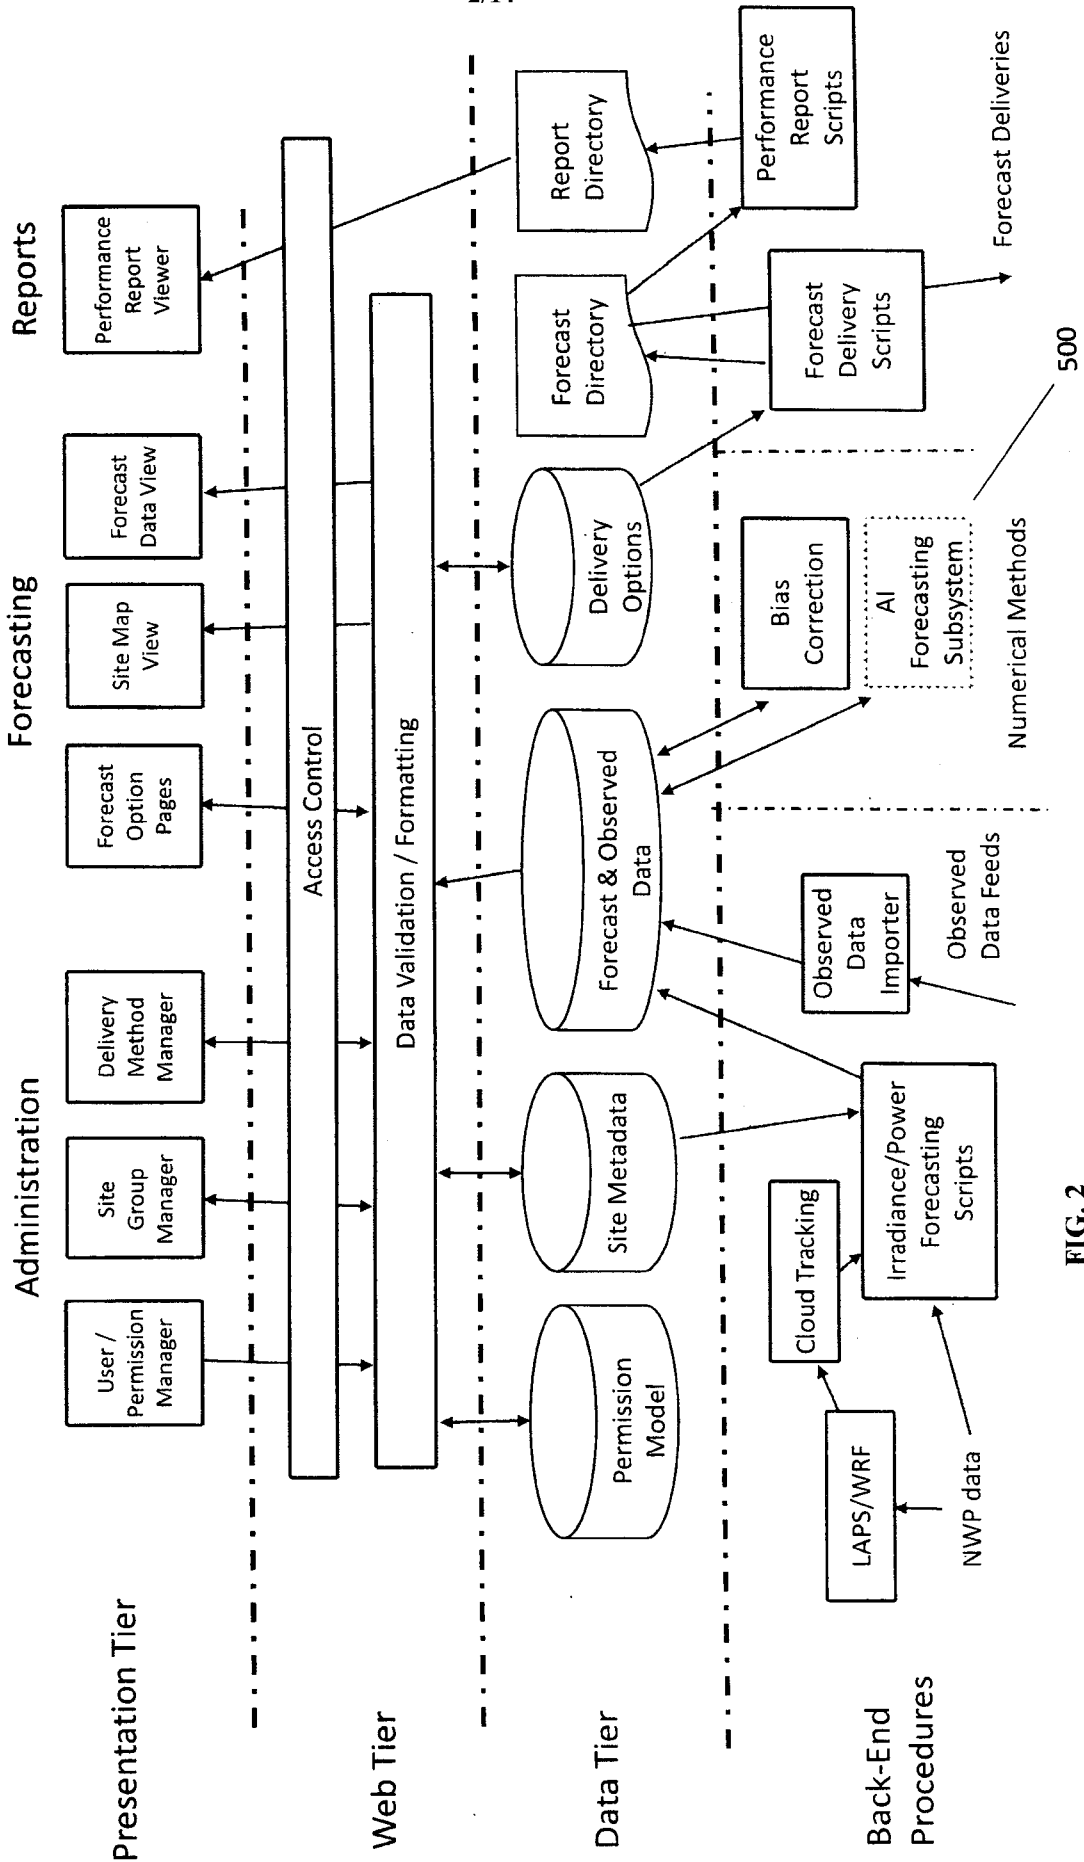 Administration
Forecasting
Reports
Presentation Tier
User /
Permission
Manager
Site
Group
Manager
Delivery
Method
Manager
Forecast
Option
Pages
Site Map
View
Forecast
Data View
Performance
Report
Viewer
Web Tier
Access Control
Data Validation / Formatting
Data Tier
Permission
Model
Site Metadata
Forecast & Observed
Data
Delivery
Options
Forecast
Directory
Report
Directory
Back-End
Procedures
LAPS/WRF
NWP data
Cloud Tracking
Irradiance/Power
Forecasting
Scripts
Observed
Data
Importer
Observed
Data Feeds
Bias
Correction
AI
Forecasting
Subsystem
Numerical Methods
500
Forecast
Delivery
Scripts
Performance
Report
Scripts
Forecast Deliveries
FIG. 2